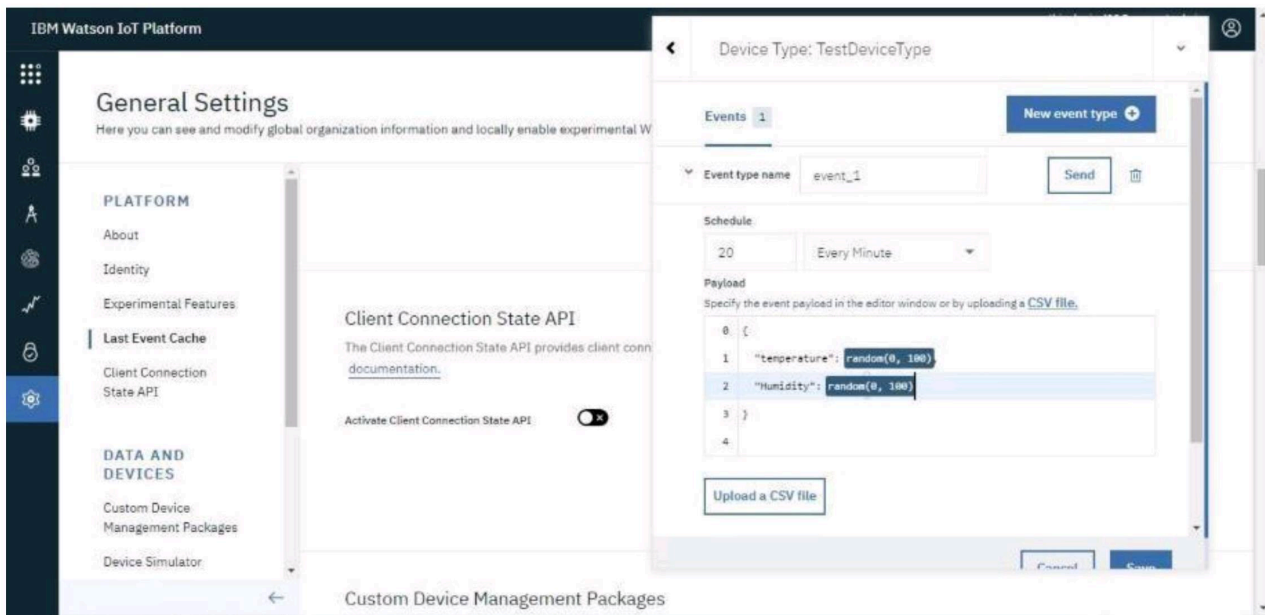 IBM Watson IoT Platform
General Settings
Here you can see and modify global organization information and locally enable experimental W
PLATFORM
About
Identity
Experimental Features
Last Event Cache
Client Connection
State API
DATA AND
DEVICES
Custom Device
Management Packages
Device Simulator
Client Connection State API
The Client Connection State API provides client conn
documentation.
Activate Client Connection State API
Custom Device Management Packages
Device Type: TestDeviceType
Events 1
New event type
Event type name event_1 Send
Schedule
20 Every Minute
Payload
Specify the event payload in the editor window or by uploading a CSV file.
0 {
1 "temperature": random(0, 100),
2 "Humidity": random(0, 100)
3 }
4
Upload a CSV file
Cancel Save